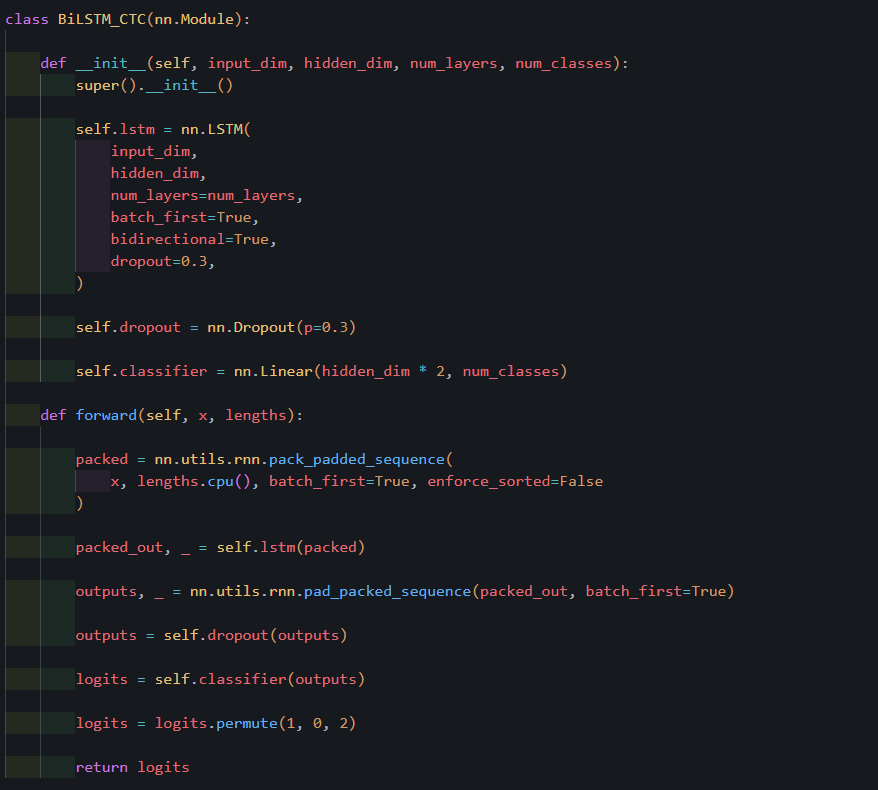 class BiLSTM_CTC(nn.Module):
    def __init__(self, input_dim, hidden_dim, num_layers, num_classes):
        super().__init__()
        self.lstm = nn.LSTM(
            input_dim,
            hidden_dim,
            num_layers=num_layers,
            batch_first=True,
            bidirectional=True,
            dropout=0.3,
        )
        self.dropout = nn.Dropout(p=0.3)
        self.classifier = nn.Linear(hidden_dim * 2, num_classes)
    def forward(self, x, lengths):
        packed = nn.utils.rnn.pack_padded_sequence(
            x, lengths.cpu(), batch_first=True, enforce_sorted=False
        )
        packed_out, _ = self.lstm(packed)
        outputs, _ = nn.utils.rnn.pad_packed_sequence(packed_out, batch_first=True)
        outputs = self.dropout(outputs)
        logits = self.classifier(outputs)
        logits = logits.permute(1, 0, 2)
        return logits